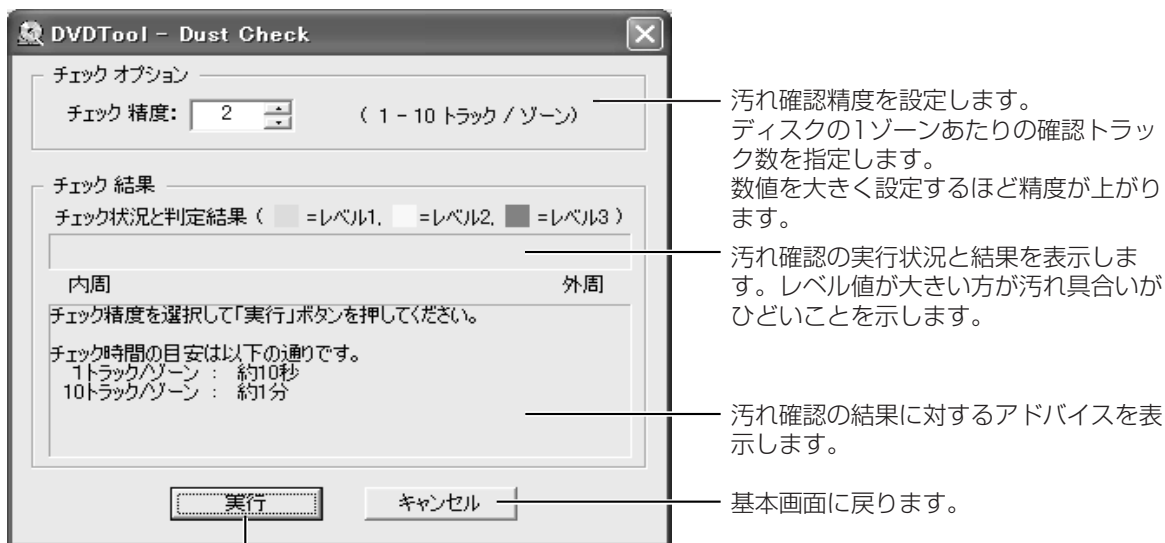 DVDTool - Dust Check
チェック オプション
チェック 精度: 2 ( 1 - 10 トラック / ゾーン)
チェック 結果
チェック状況と判定結果 ( =レベル1, =レベル2, =レベル3 )
内周 外周
チェック精度を選択して「実行」ボタンを押してください。
チェック時間の目安は以下の通りです。
1トラック/ゾーン : 約10秒
10トラック/ゾーン : 約1分
実行 キャンセル
汚れ確認精度を設定します。
ディスクの1ゾーンあたりの確認トラッ
ク数を指定します。
数値を大きく設定するほど精度が上がり
ます。
汚れ確認の実行状況と結果を表示しま
す。レベル値が大きい方が汚れ具合いが
ひどいことを示します。
汚れ確認の結果に対するアドバイスを表
示します。
基本画面に戻ります。